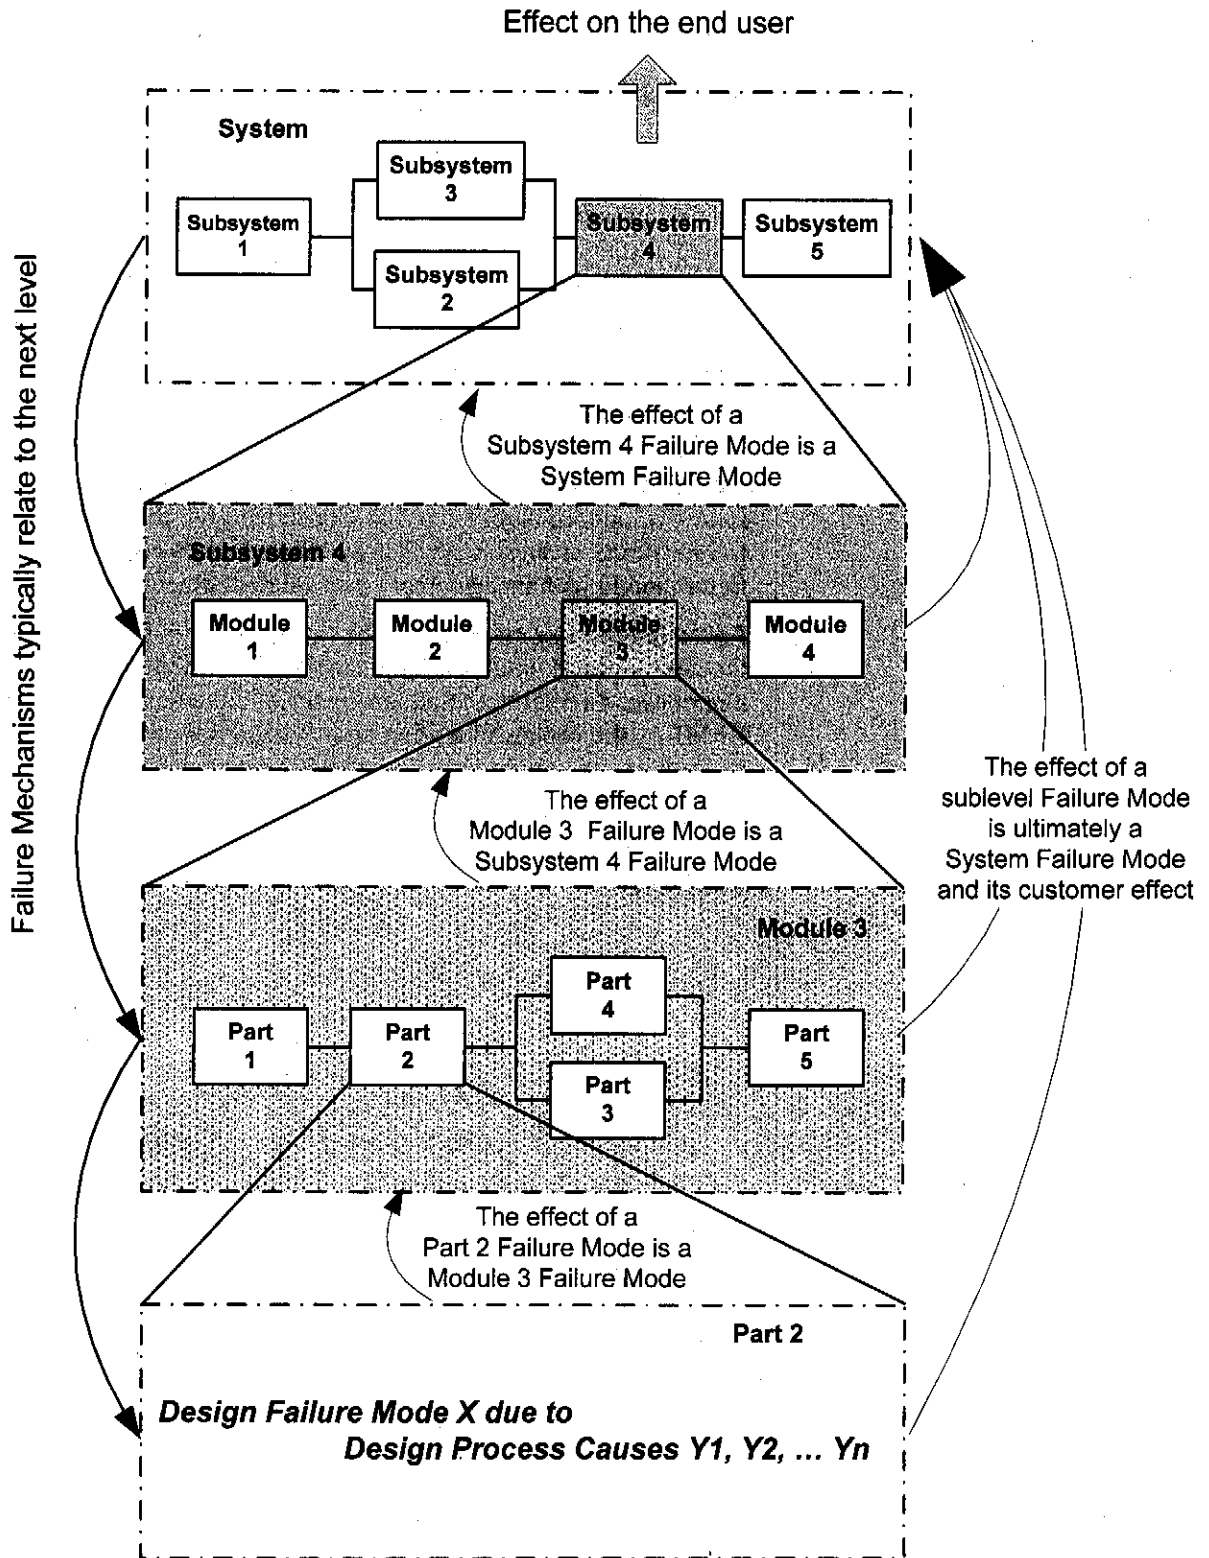 Effect on the end user
System
Subsystem
3
Subsystem
1
Subsystem
2
Subsystem
4
Subsystem
5
Failure Mechanisms typically relate to the next level
The effect of a
Subsystem 4 Failure Mode is a
System Failure Mode
Subsystem 4
Module
1
Module
2
Module
3
Module
4
The effect of a
Module 3 Failure Mode is a
Subsystem 4 Failure Mode
The effect of a
sublevel Failure Mode
is ultimately a
System Failure Mode
and its customer effect
Module 3
Part
1
Part
2
Part
4
Part
3
Part
5
The effect of a
Part 2 Failure Mode is a
Module 3 Failure Mode
Part 2
Design Failure Mode X due to
Design Process Causes Y1, Y2, ... Yn